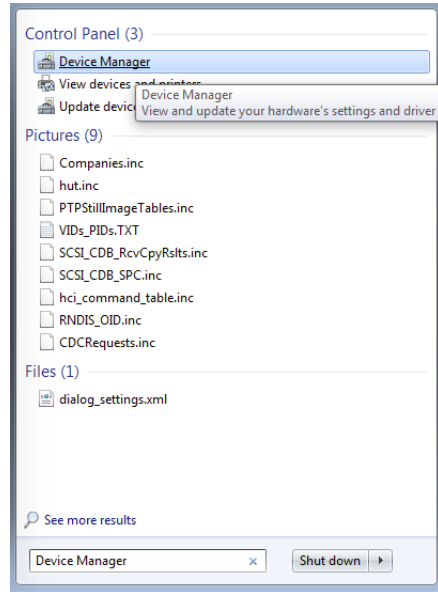 Control Panel (3)
Device Manager
View devices and printers
Device Manager
Update device
View and update your hardware's settings and driver
Pictures (9)
Companies.inc
hut.inc
PTPStillImageTables.inc
VIDs_PIDs.TXT
SCSI_CDB_RcvCpyRslts.inc
SCSI_CDB_SPC.inc
hci_command_table.inc
RNDIS_OID.inc
CDCRequests.inc
Files (1)
dialog_settings.xml
See more results
Device Manager
Shut down